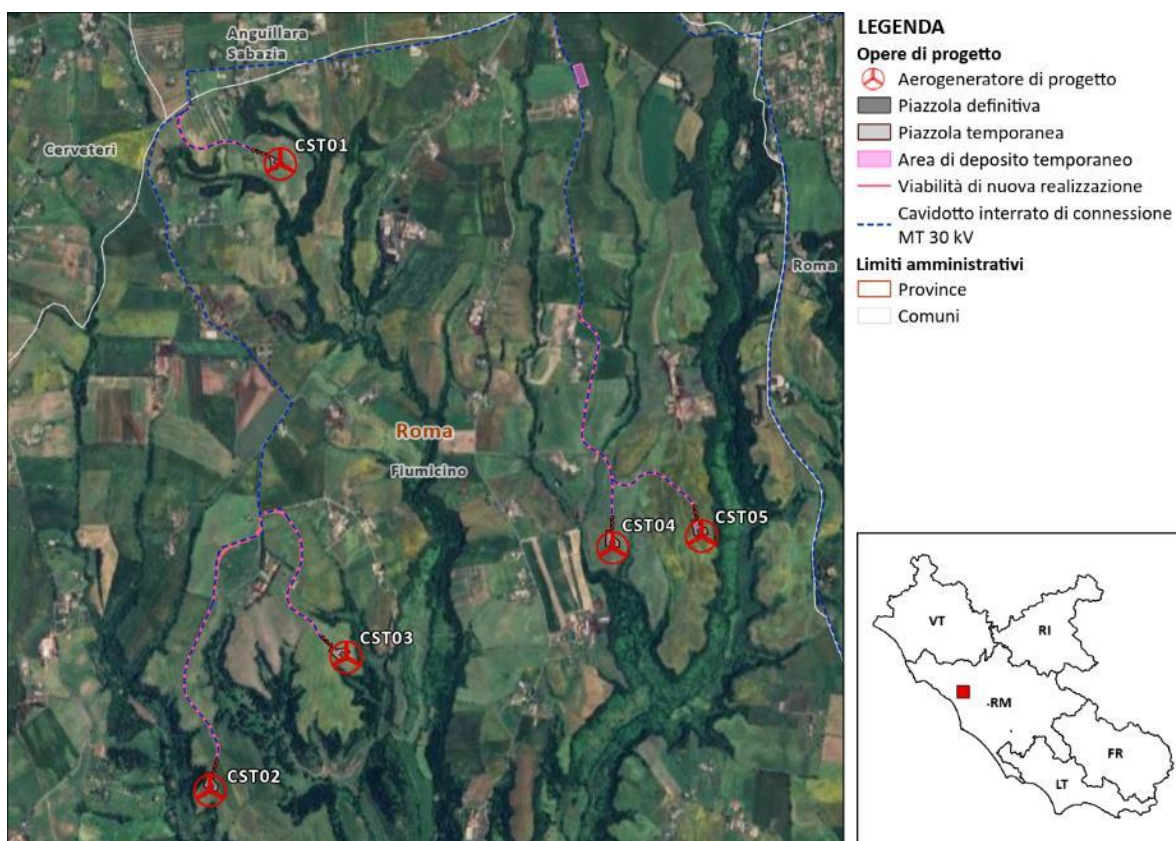 Anguillara
Sabazia
Cerveteri
CST01
Roma
Roma
Fiumicino
CST04
CST05
CST03
CST02
LEGENDA
Opere di progetto
Aerogeneratore di progetto
Piazzola definitiva
Piazzola temporanea
Area di deposito temporaneo
Viabilità di nuova realizzazione
Cavidotto interrato di connessione
MT 30 kV
Limiti amministrativi
Province
Comuni
VT
RI
RM
FR
LT